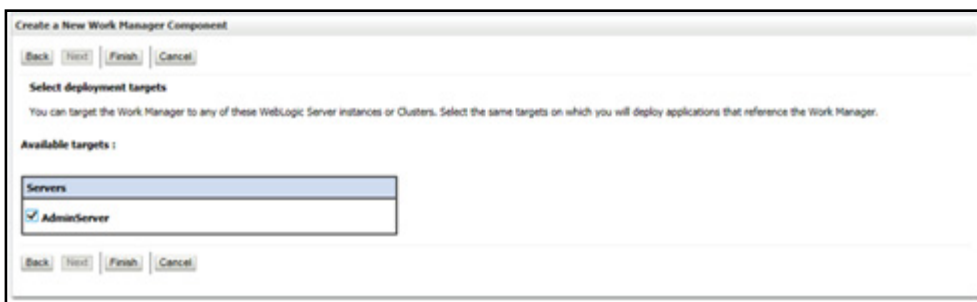 Create a New Work Manager Component
Back Next Finish Cancel
Select deployment targets
You can target the Work Manager to any of these WebLogic Server instances or Clusters. Select the same targets on which you will deploy applications that reference the Work Manager.
Available targets :
Servers
AdminServer
Back Next Finish Cancel